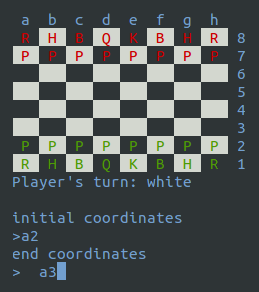 a b c d e f g h
R H B Q K B H R 8
P P P P P P P P 7
6
5
4
3
P P P P P P P P 2
R H B Q K B H R 1
Player's turn: white
initial coordinates
>a2
end coordinates
> a3